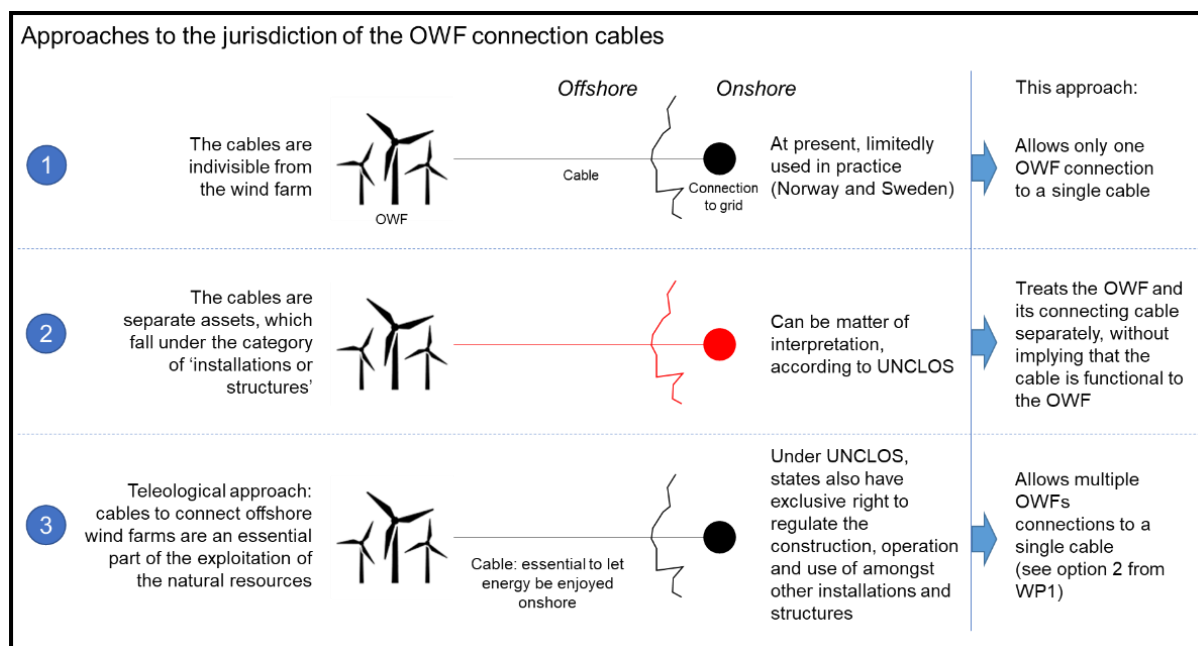 Approaches to the jurisdiction of the OWF connection cables
Offshore
Onshore
This approach:
1
The cables are
indivisible from
the wind farm
OWF
Cable
Connection
to grid
At present, limitedly
used in practice
(Norway and Sweden)
Allows only one
OWF connection
to a single cable
2
The cables are
separate assets, which
fall under the category
of ‘installations or
structures’
Can be matter of
interpretation,
according to UNCLOS
Treats the OWF and
its connecting cable
separately, without
implying that the
cable is functional to
the OWF
3
Teleological approach:
cables to connect offshore
wind farms are an essential
part of the exploitation of
the natural resources
Cable: essential to let
energy be enjoyed
onshore
Under UNCLOS,
states also have
exclusive right to
regulate the
construction, operation
and use of amongst
other installations and
structures
Allows multiple
OWFs
connections to a
single cable
(see option 2 from
WP1)